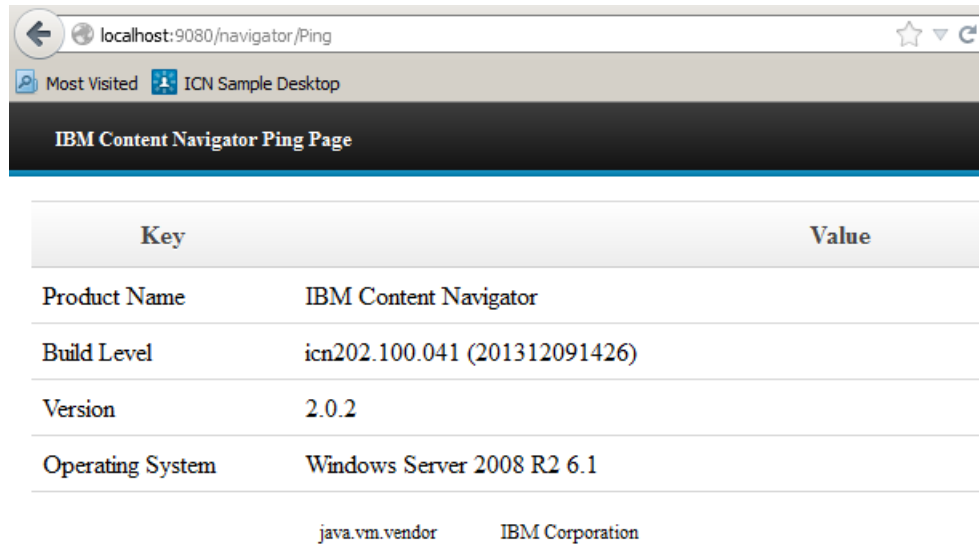 localhost:9080/navigator/Ping
Most Visited ICN Sample Desktop
IBM Content Navigator Ping Page
Key Value
Product Name IBM Content Navigator
Build Level icn202.100.041 (201312091426)
Version 2.0.2
Operating System Windows Server 2008 R2 6.1
java.vm.vendor IBM Corporation